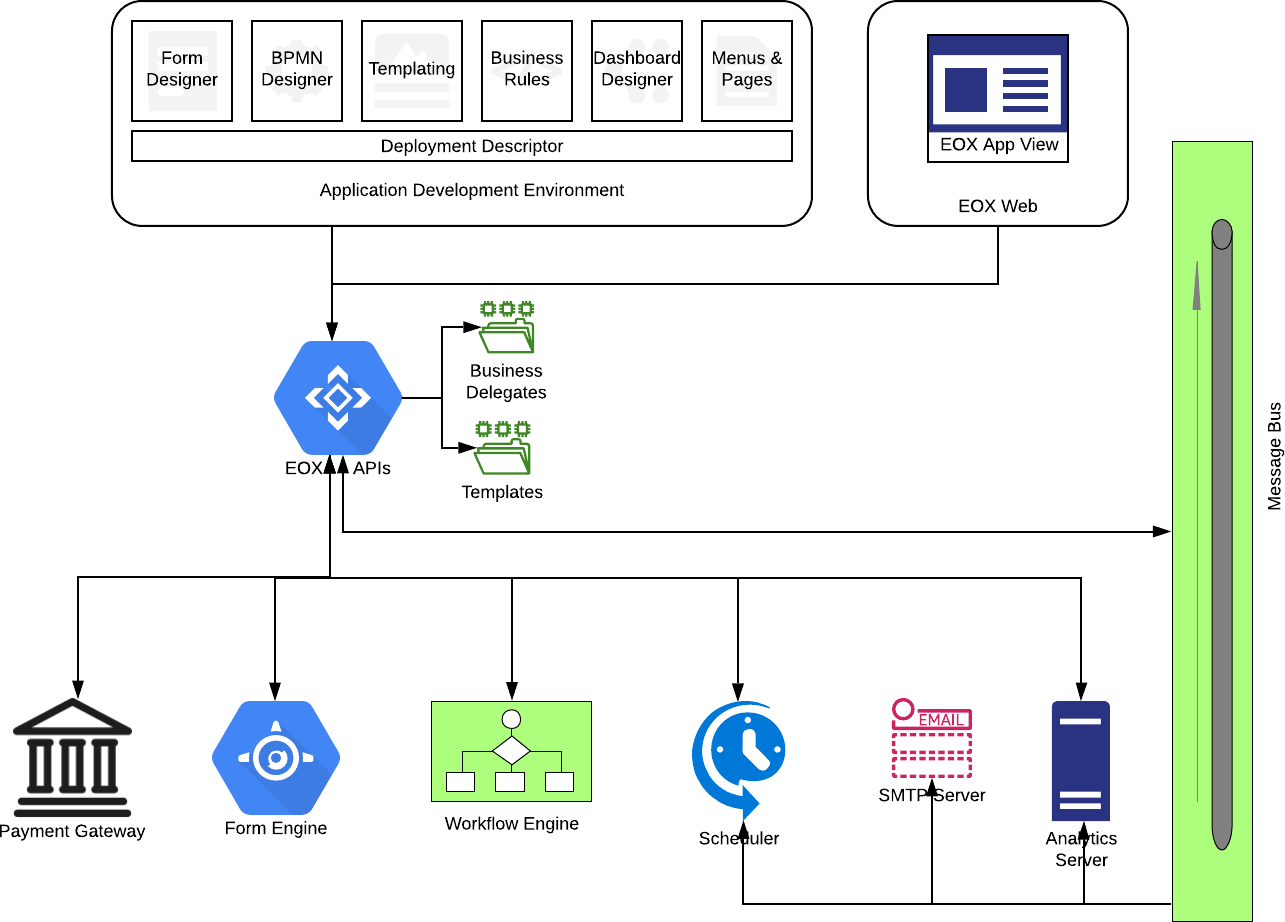 Form
Designer
BPMN
Designer
Templating
Business
Rules
Dashboard
Designer
Menus &
Pages
Deployment Descriptor
Application Development Environment
EOX App View
EOX Web
Business
Delegates
Templates
EOX APIs
Message Bus
EMAIL
Payment Gateway
Form Engine
Workflow Engine
Scheduler
SMTP Server
Analytics
Server